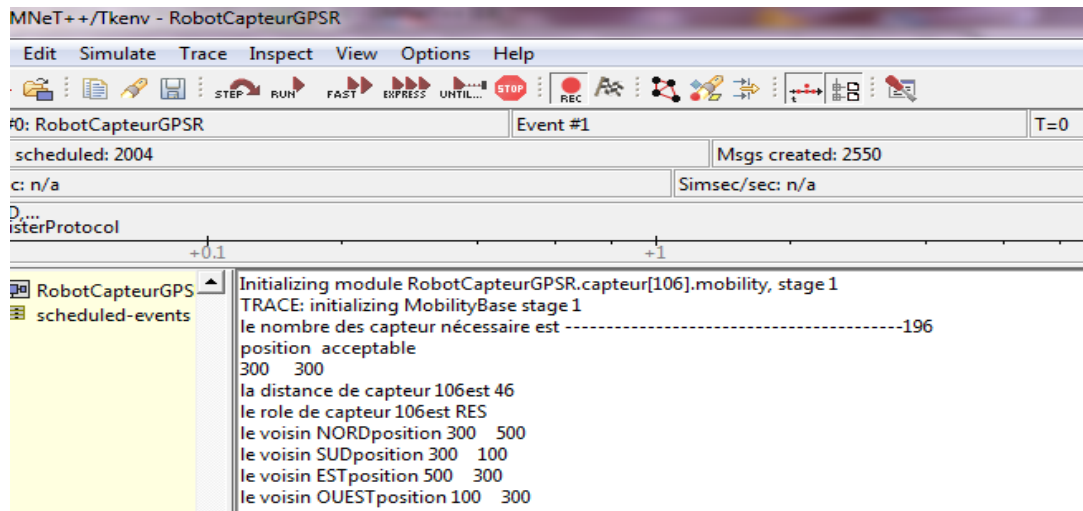 MNeT++/Tkenv - RobotCapteurGPSR
Edit Simulate Trace Inspect View Options Help
STEP RUN FAST EXPRESS UNTIL... STOP REC
#0: RobotCapteurGPSR Event #1 T=0
scheduled: 2004 Msgs created: 2550
c: n/a Simsec/sec: n/a
D,...
isterProtocol
+0.1 +1
RobotCapteurGPS
scheduled-events
Initializing module RobotCapteurGPSR.capteur[106].mobility, stage 1
TRACE: initializing MobilityBase stage 1
le nombre des capteur nécessaire est -----------------------------------------196
position acceptable
300 300
la distance de capteur 106est 46
le role de capteur 106est RES
le voisin NORDposition 300 500
le voisin SUDposition 300 100
le voisin ESTposition 500 300
le voisin OUESTposition 100 300